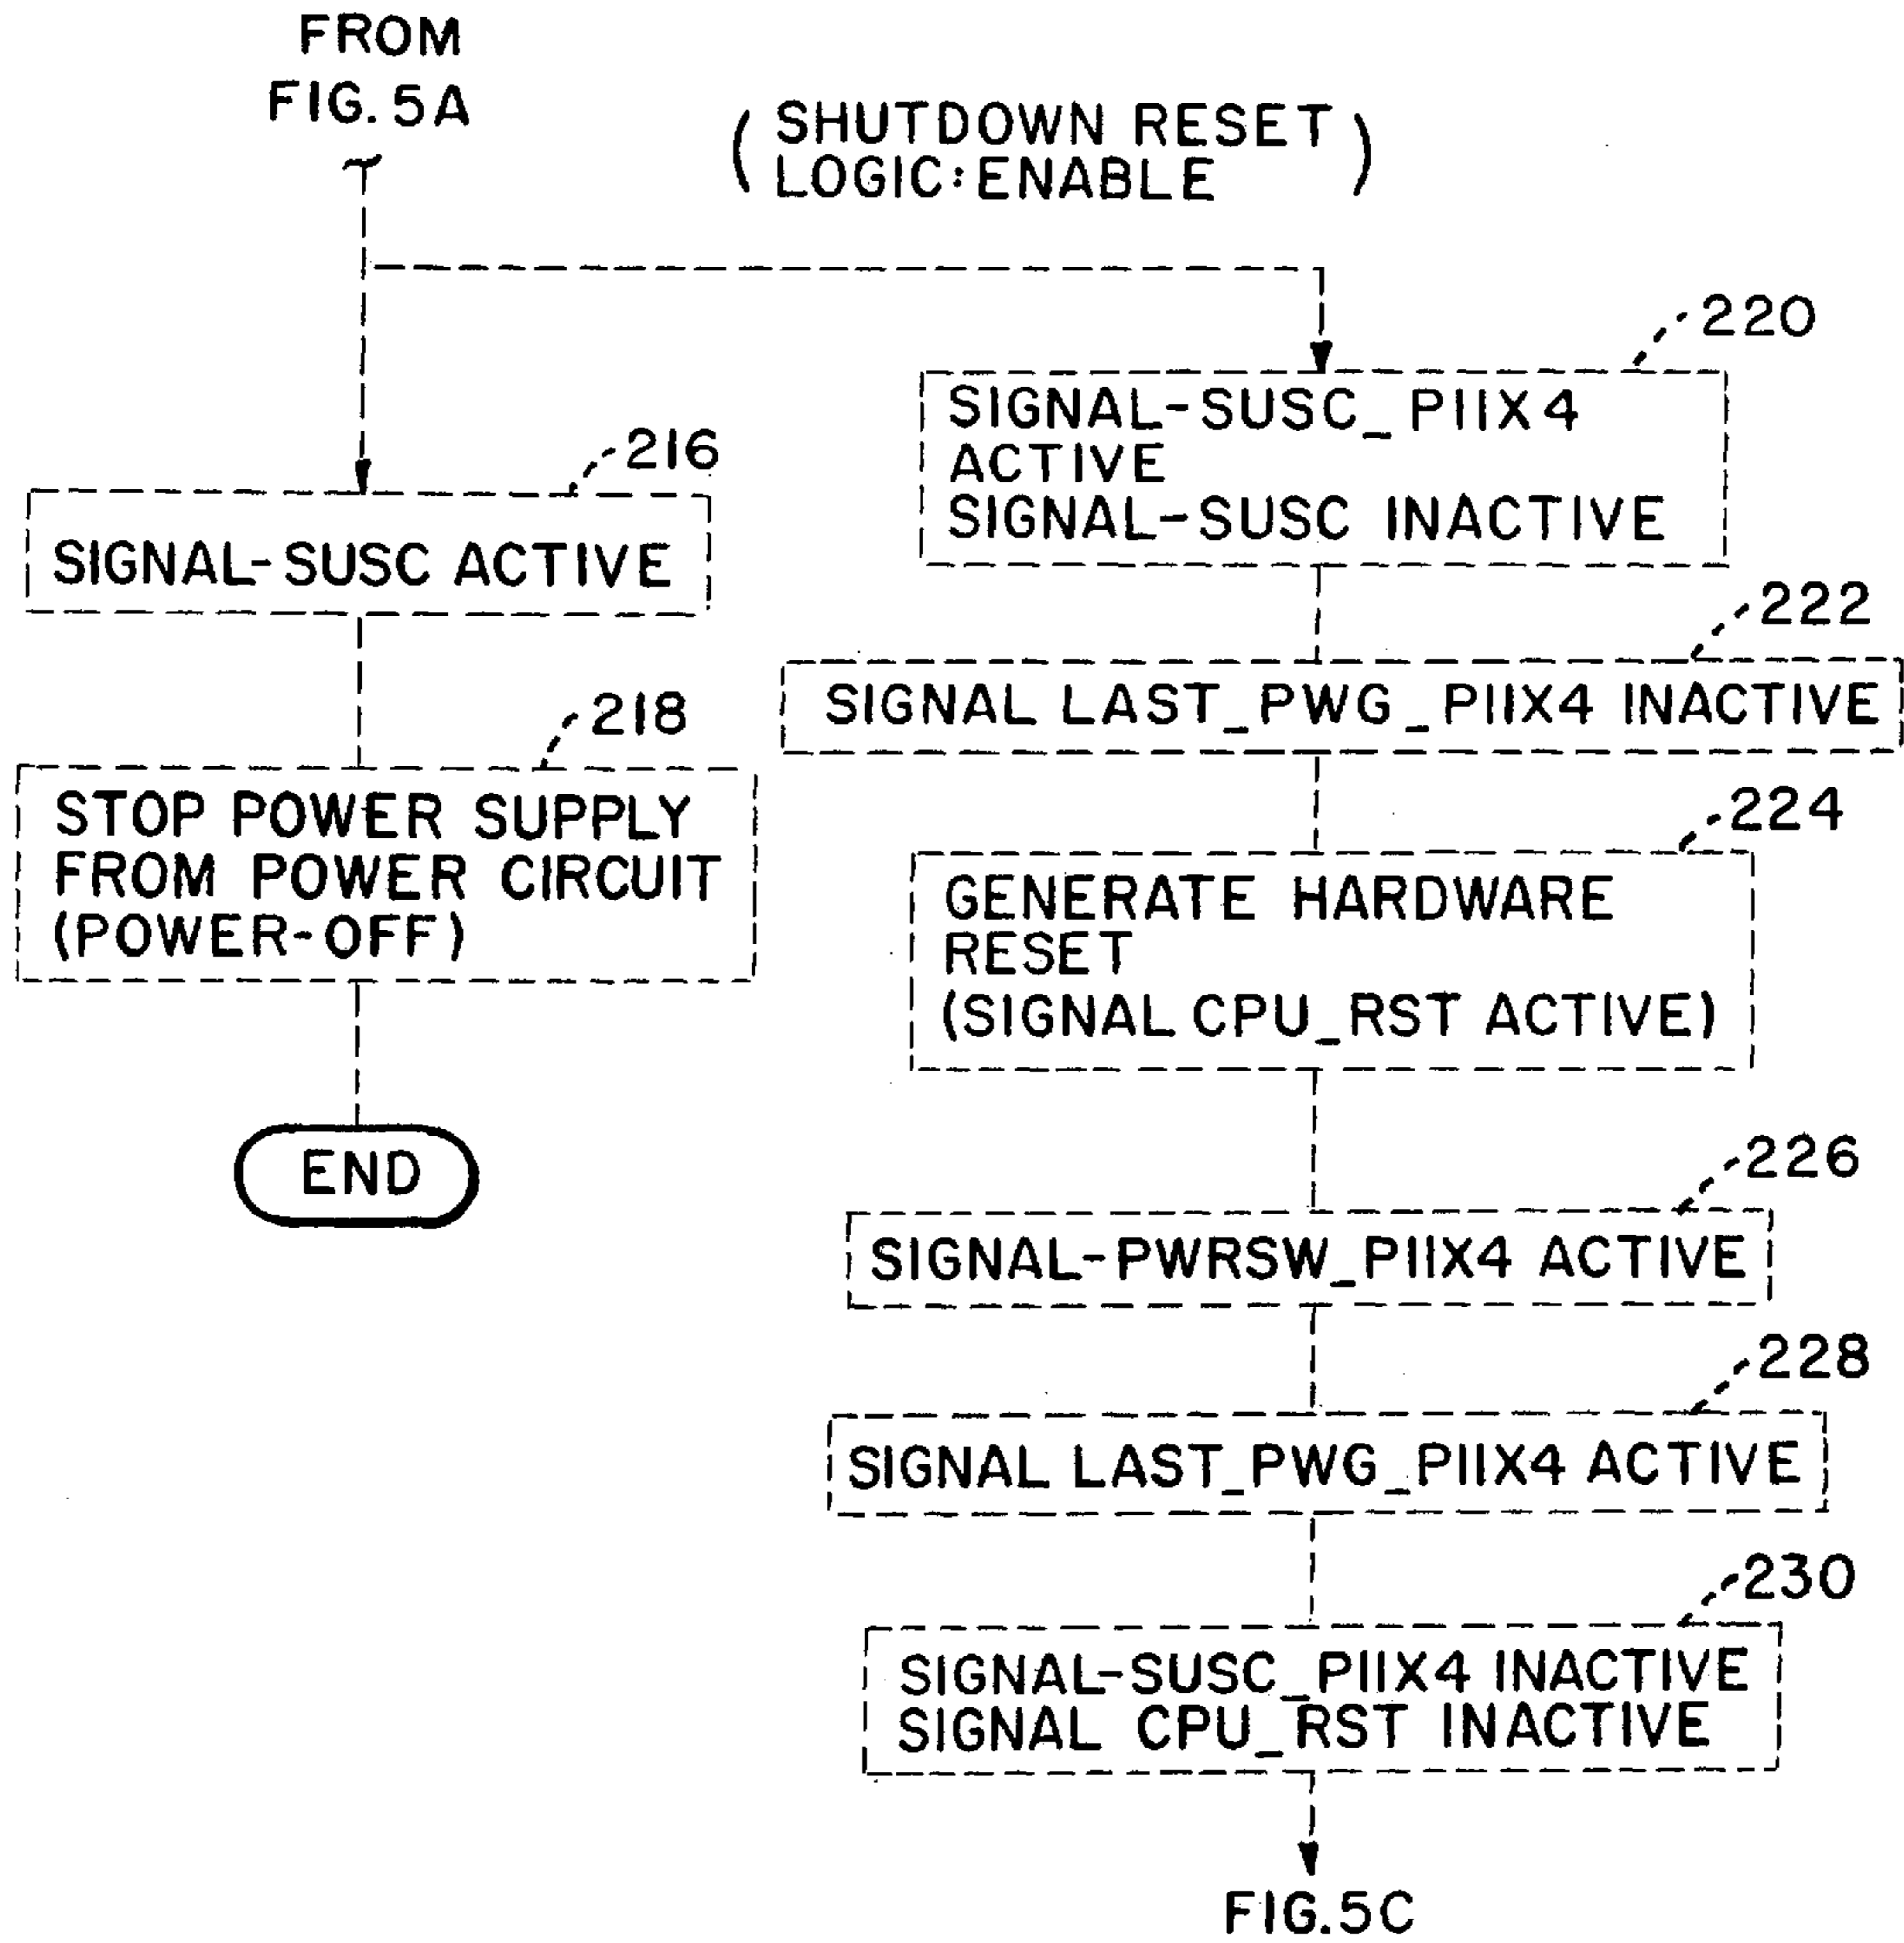 FROM
FIG. 5A
( SHUTDOWN RESET
LOGIC:ENABLE )
216
SIGNAL-SUSC ACTIVE
218
STOP POWER SUPPLY
FROM POWER CIRCUIT
(POWER-OFF)
END
220
SIGNAL-SUSC_PIIX4
ACTIVE
SIGNAL-SUSC INACTIVE
222
SIGNAL LAST_PWG_PIIX4 INACTIVE
224
GENERATE HARDWARE
RESET
(SIGNAL CPU_RST ACTIVE)
226
SIGNAL-PWRSW_PIIX4 ACTIVE
228
SIGNAL LAST_PWG_PIIX4 ACTIVE
230
SIGNAL-SUSC_PIIX4 INACTIVE
SIGNAL CPU_RST INACTIVE
FIG.5C